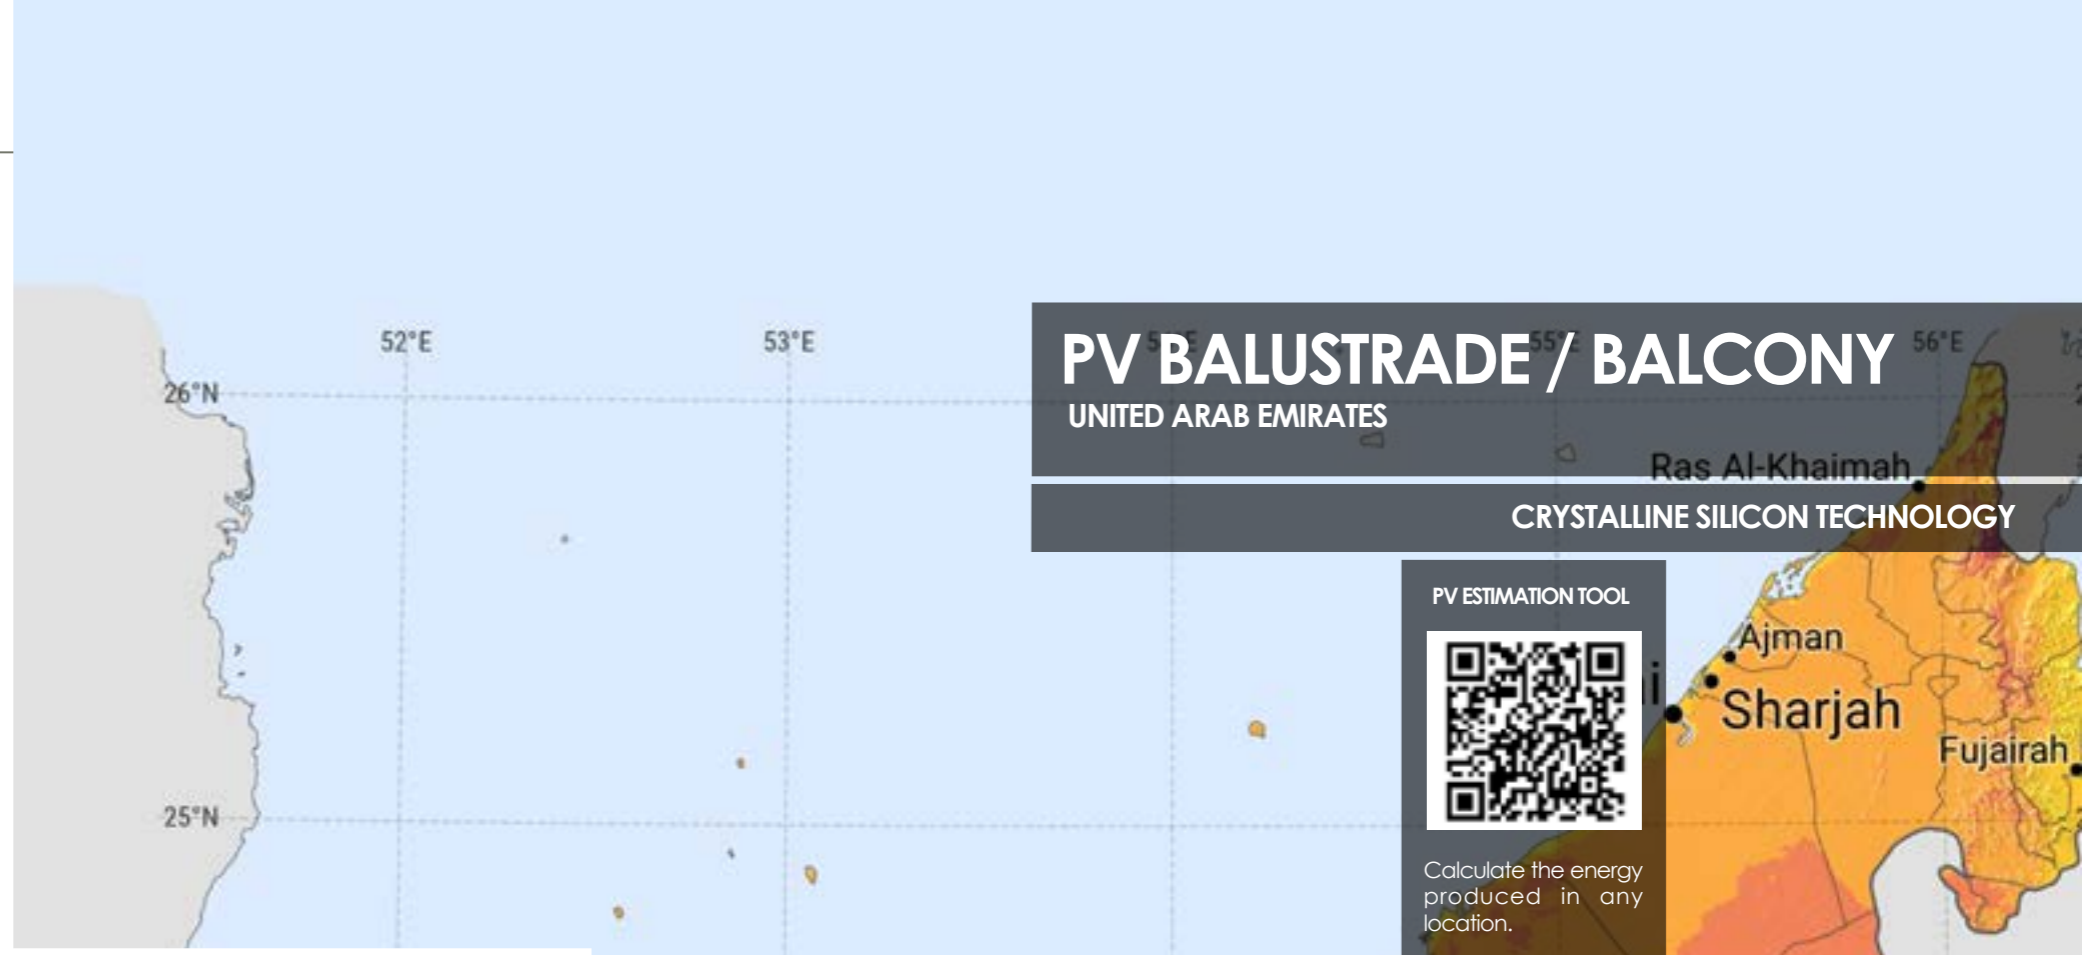 52°E
53°E
55°E
56°E
PV BALUSTRADE / BALCONY
26°N
UNITED ARAB EMIRATES
Ras Al-Khaimah
CRYSTALLINE SILICON TECHNOLOGY
PV ESTIMATION TOOL
Ajman
Sharjah
Fujairah
25°N
Calculate the energy
produced in any
location.